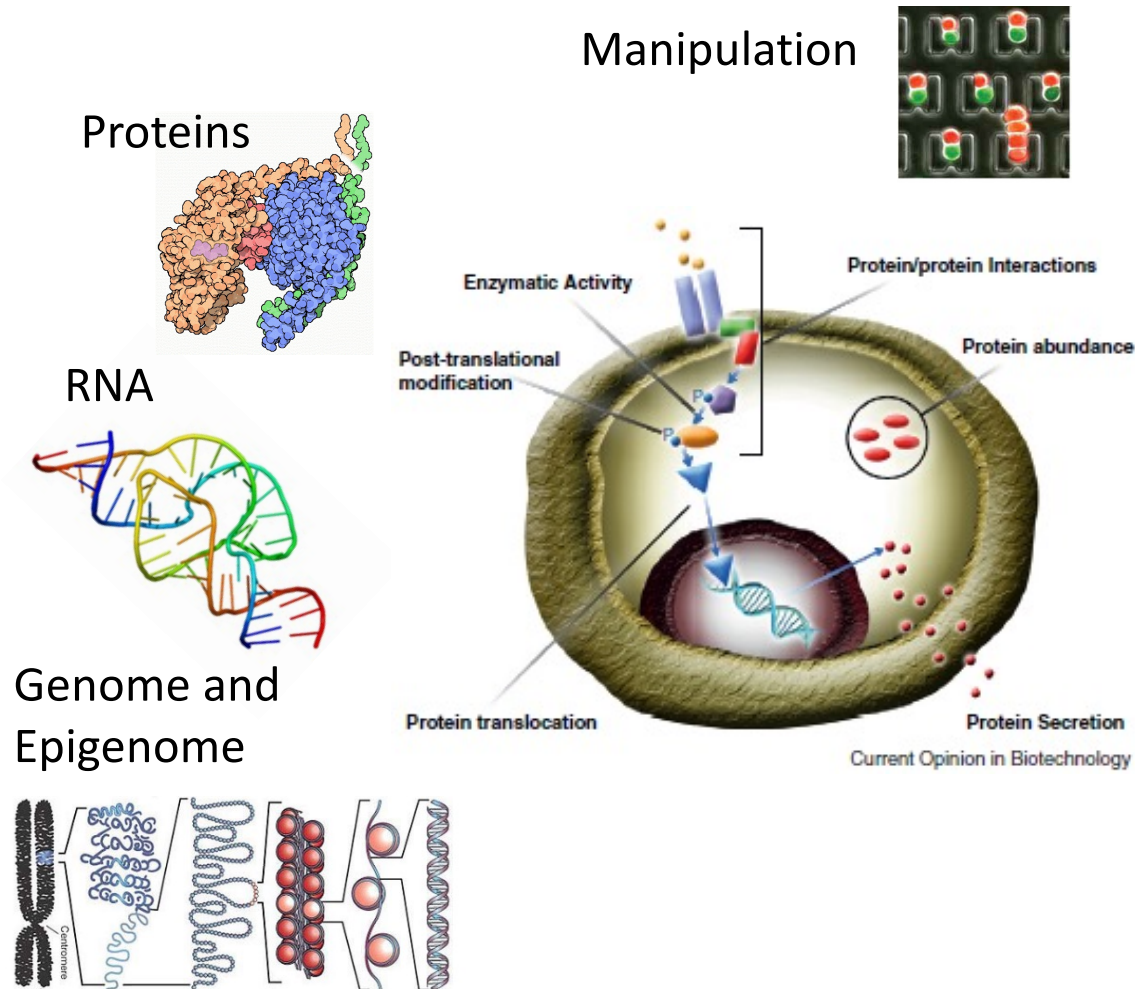 Manipulation
Proteins
Enzymatic Activity
Protein/protein Interactions
Post-translational
modification
Protein abundance
RNA
P
P
Genome and
Epigenome
Protein translocation
Protein Secretion
Current Opinion in Biotechnology
Centromere